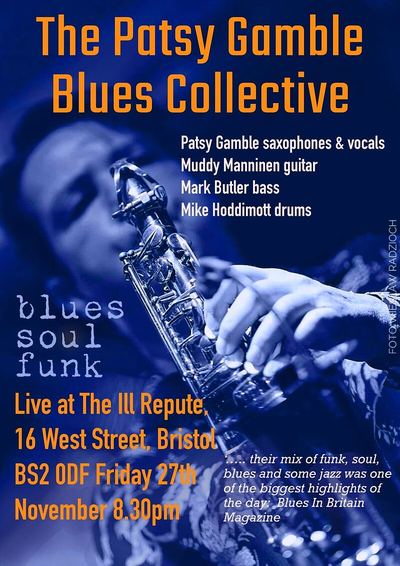 The Patsy Gamble
Blues Collective
Patsy Gamble saxophones & vocals
Muddy Manninen guitar
Mark Butler bass
Mike Hoddimott drums
FOTO RADZIOCH
blues
soul
funk
Live at The Ill Repute,
16 West Street, Bristol
BS2 0DF Friday 27th
November 8.30pm
'..... their mix of funk, soul,
blues and some jazz was one
of the biggest highlights of
the day; Blues In Britain
Magazine